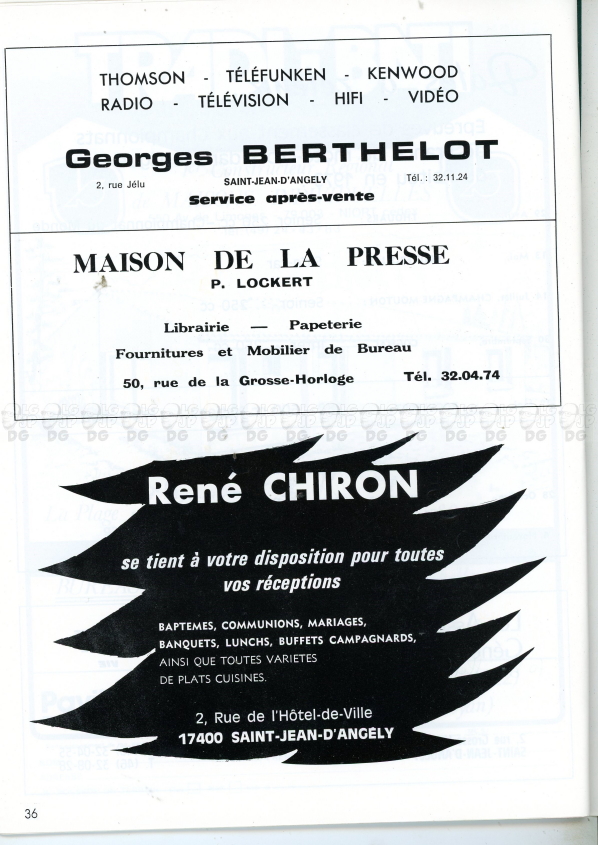 THOMSON - TÉLÉFUNKEN - KENWOOD
RADIO - TÉLÉVISION - HIFI - VIDÉO
Georges BERTHELOT
2, rue Jélu SAINT-JEAN-D'ANGELY Tél. : 32.11.24
Service après-vente
MAISON DE LA PRESSE
P. LOCKERT
Librairie — Papeterie
Fournitures et Mobilier de Bureau
50, rue de la Grosse-Horloge Tél. 32.04.74
René CHIRON
se tient à votre disposition pour toutes
vos réceptions
BAPTEMES, COMMUNIONS, MARIAGES,
BANQUETS, LUNCHS, BUFFETS CAMPAGNARDS,
AINSI QUE TOUTES VARIETES
DE PLATS CUISINES.
2, Rue de l'Hôtel-de-Ville
17400 SAINT-JEAN-D'ANGÉLY
36